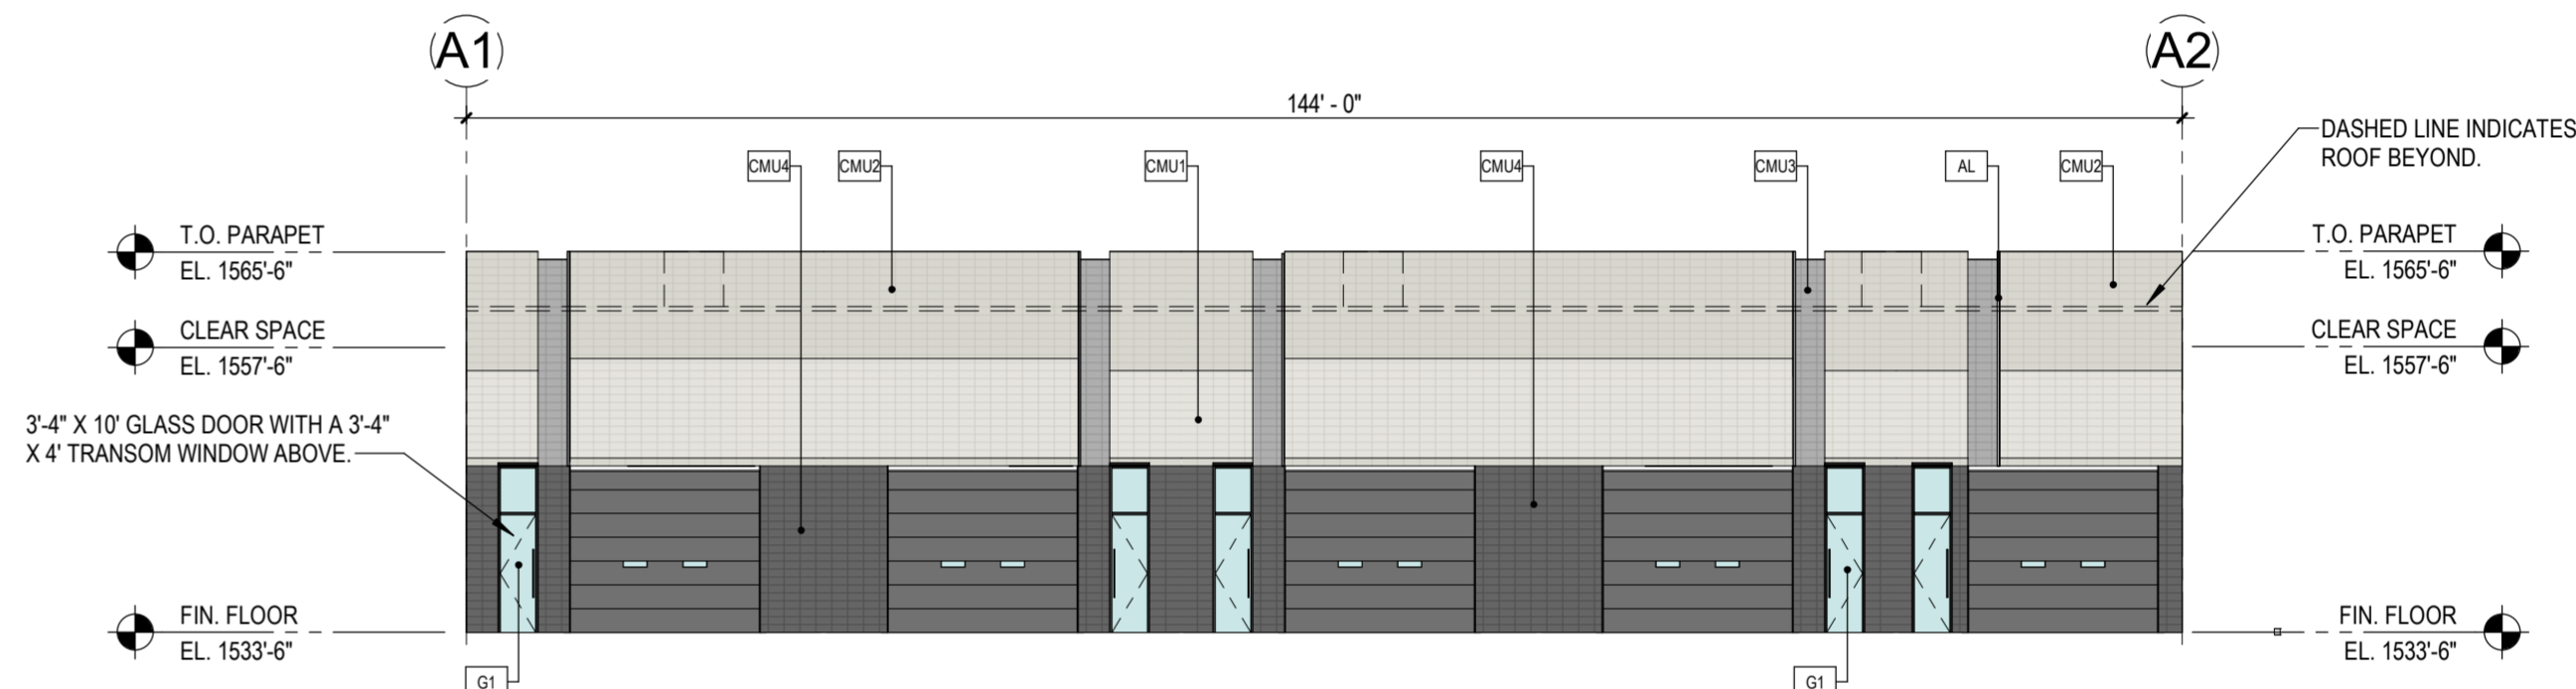 A1
A2
144' - 0"
DASHED LINE INDICATES
ROOF BEYOND.
CMU4
CMU2
CMU1
CMU4
CMU3
AL
CMU2
T.O. PARAPET
EL. 1565'-6"
T.O. PARAPET
EL. 1565'-6"
CLEAR SPACE
EL. 1557'-6"
CLEAR SPACE
EL. 1557'-6"
3'-4" X 10' GLASS DOOR WITH A 3'-4"
X 4' TRANSOM WINDOW ABOVE.
FIN. FLOOR
EL. 1533'-6"
FIN. FLOOR
EL. 1533'-6"
G1
G1